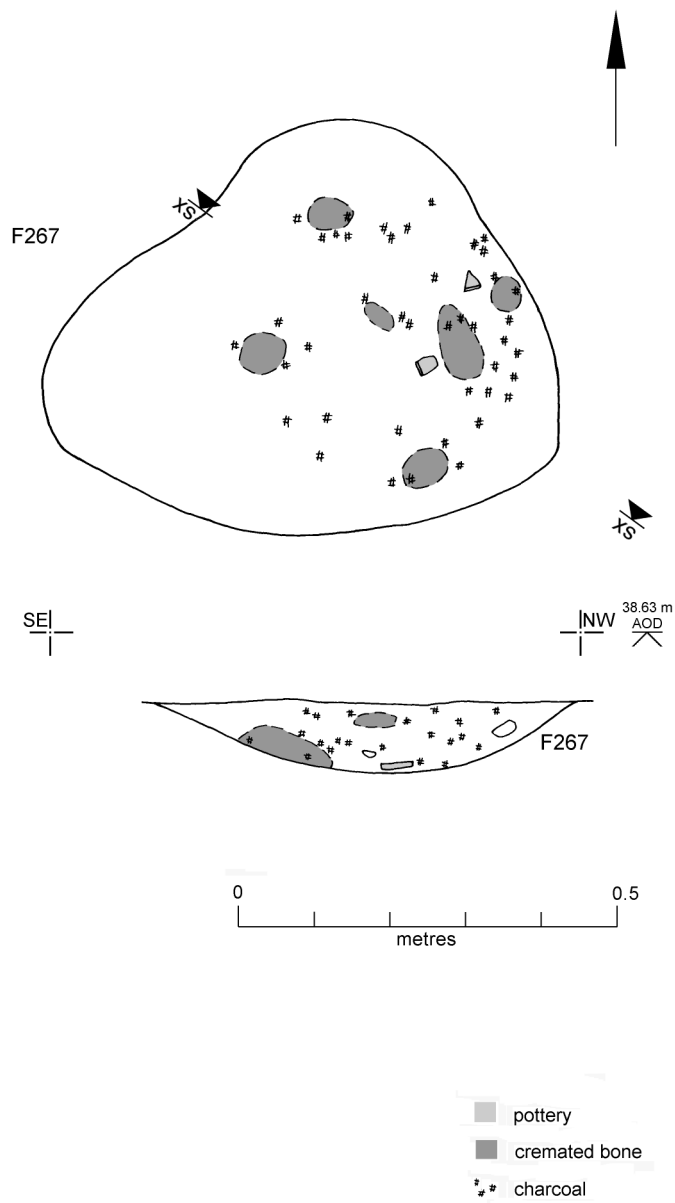 XS
F267
XS
SE
NW
38.63 m
AOD
F267
0
0.5
metres
pottery
cremated bone
charcoal